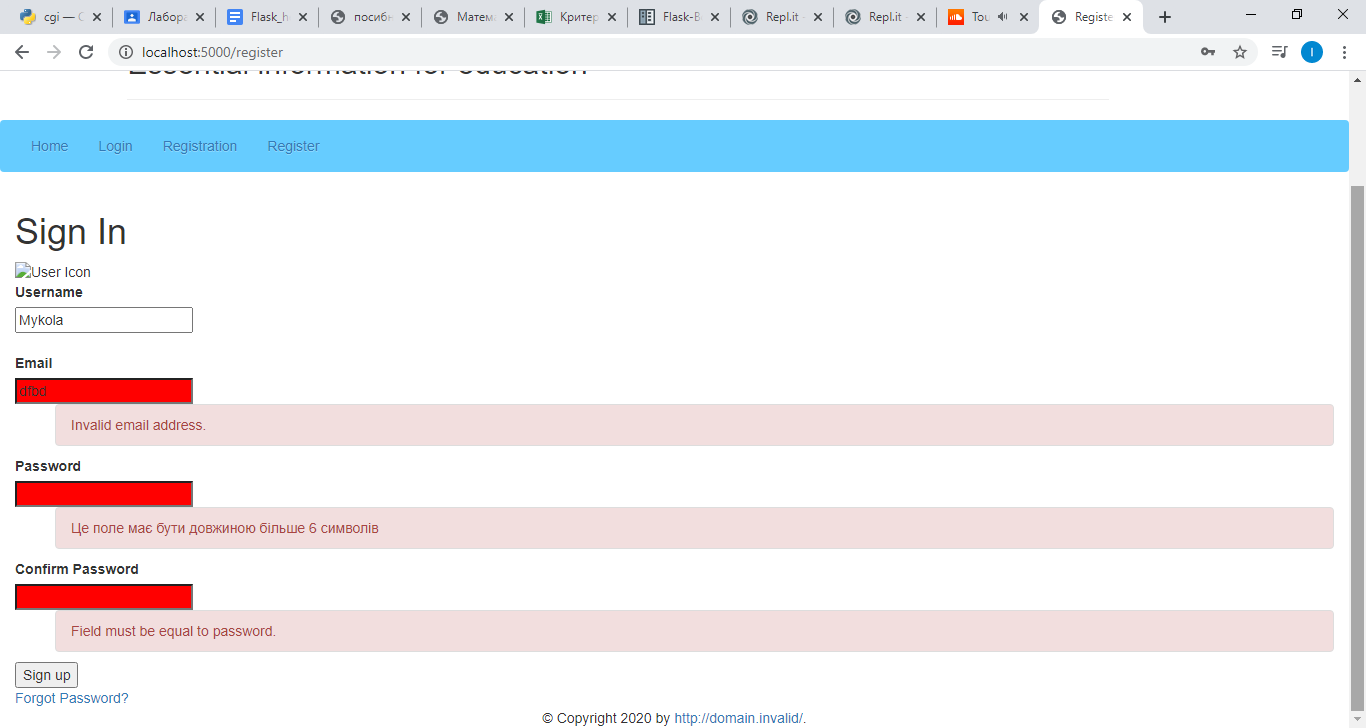 cgi — C
Лабора
Flask_h
посибн
Матем
Критер
Flask-B
Repl.it -
Repl.it -
Tou
Registe
localhost:5000/register
I
Essential information for education
Home Login Registration Register
Sign In
User Icon
Username
Mykola
Email
dfbd
Invalid email address.
Password
Це поле має бути довжиною більше 6 символів
Confirm Password
Field must be equal to password.
Sign up
Forgot Password?
© Copyright 2020 by http://domain.invalid/.